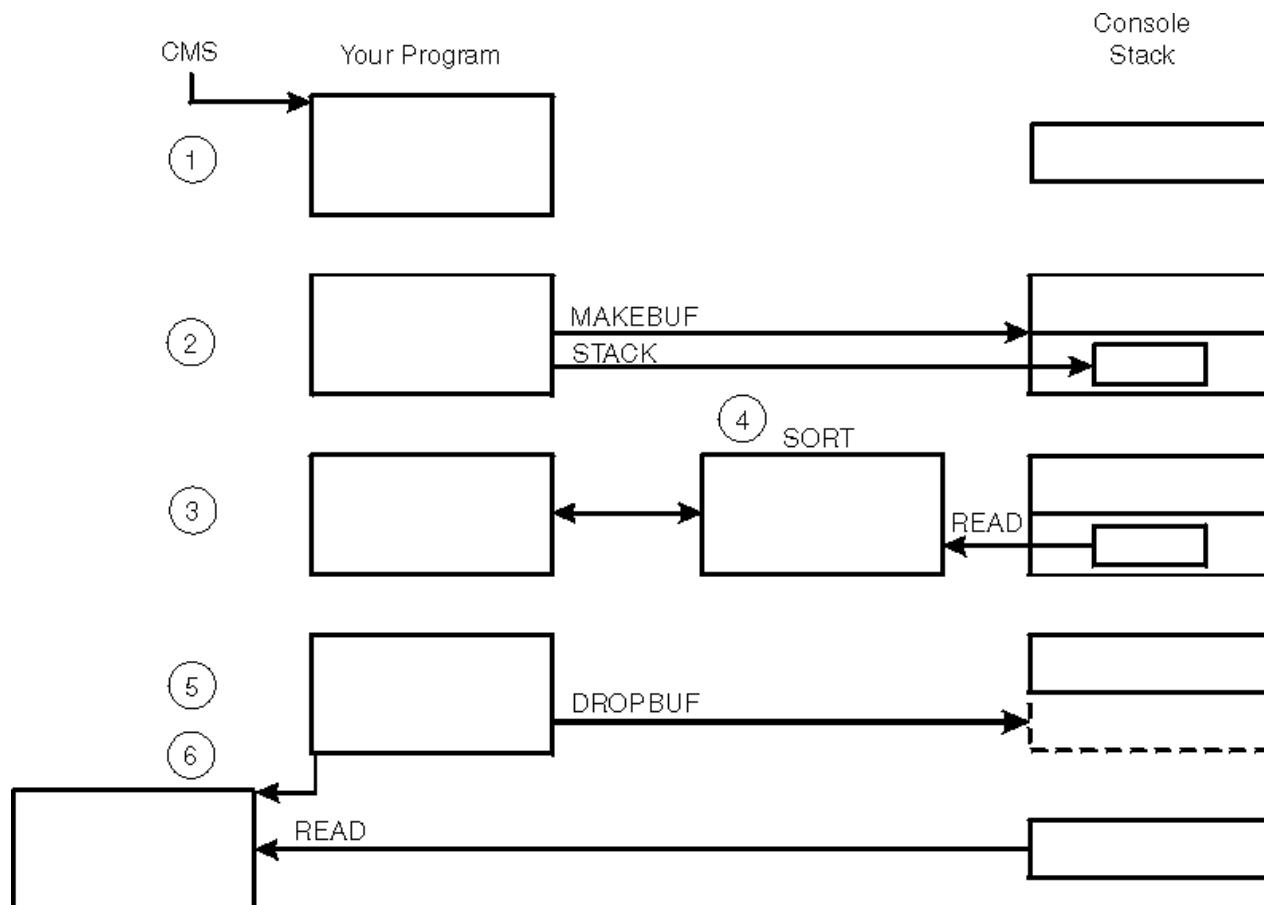 Console
Stack
CMS
Your Program
1
2
MAKEBUF
STACK
4
SORT
3
READ
5
DROPBUF
6
READ